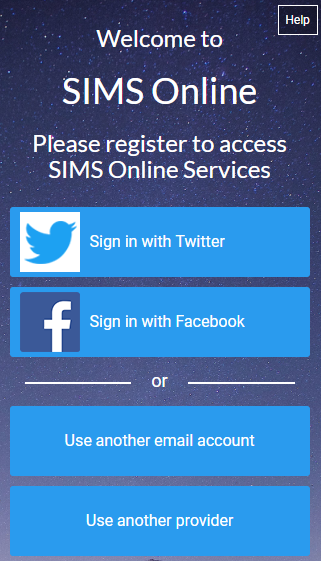 Help
Welcome to
SIMS Online
Please register to access
SIMS Online Services
Sign in with Twitter
Sign in with Facebook
or
Use another email account
Use another provider